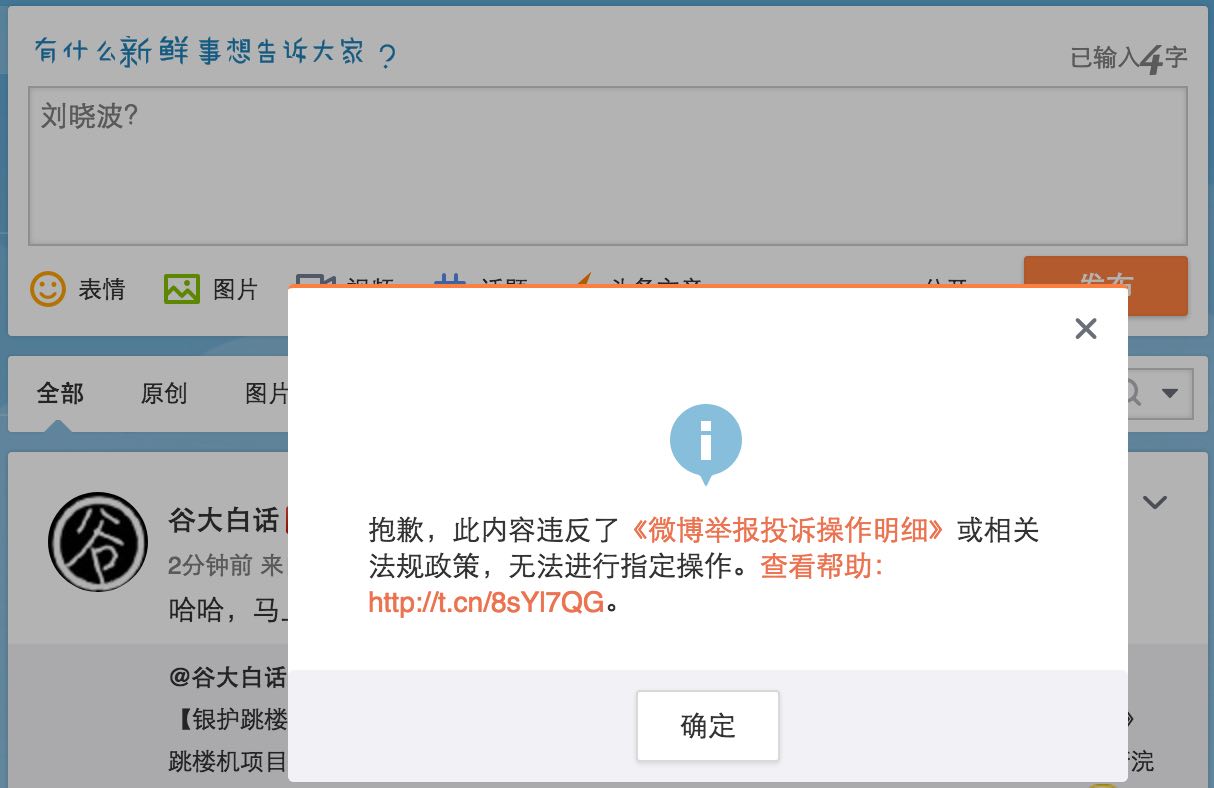 有什么新鲜事想告诉大家？
已输入4字
刘晓波？
表情
图片
公开
发布
全部
原创
图片
抱歉，此内容违反了《微博举报投诉操作明细》或相关
法规政策，无法进行指定操作。查看帮助：
http://t.cn/8sYl7QG。
确定
谷大白话
2分钟前 来
哈哈，马上
@谷大白话
【银护跳楼
》
跳楼机项目
浣